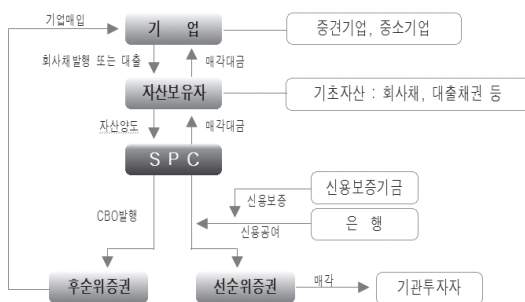 기업매입
기 업
중견기업, 중소기업
회사채발행 또는 대출
매각대금
자산보유자
기초자산 : 회사채, 대출채권 등
자산양도
매각대금
S P C
신용보증기금
신용보증
CBO발행
은 행
신용공여
후순위증권
선순위증권
매각
기관투자자